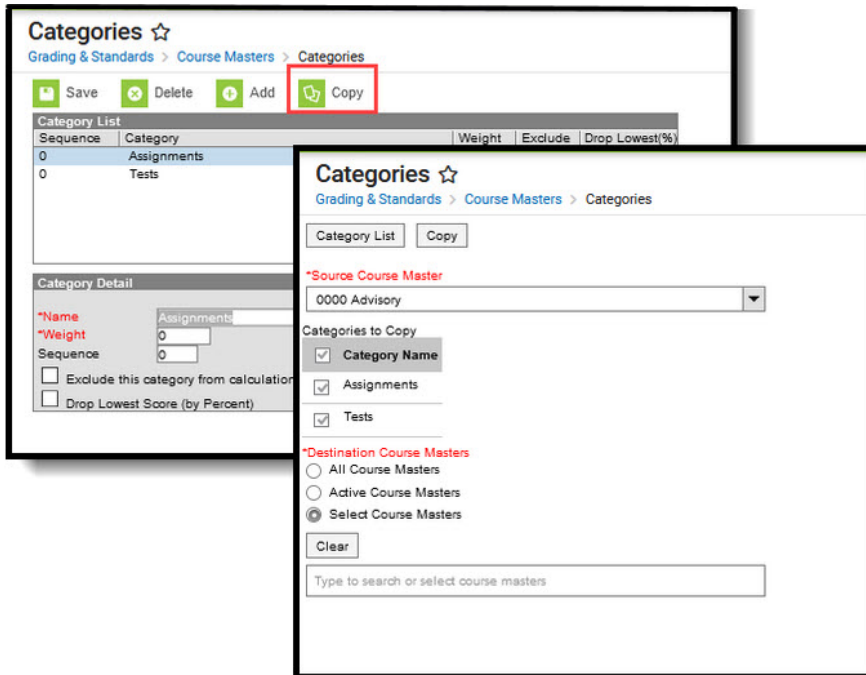 Categories
Grading & Standards > Course Masters > Categories
Save Delete Add Copy
Category List
Sequence Category Weight Exclude Drop Lowest(%)
0 Assignments
0 Tests
Category Detail
*Name Assignments
*Weight 0
Sequence 0
Exclude this category from calculation
Drop Lowest Score (by Percent)
Categories
Grading & Standards > Course Masters > Categories
Category List Copy
*Source Course Master
0000 Advisory
Categories to Copy
Category Name
Assignments
Tests
*Destination Course Masters
All Course Masters
Active Course Masters
Select Course Masters
Clear
Type to search or select course masters